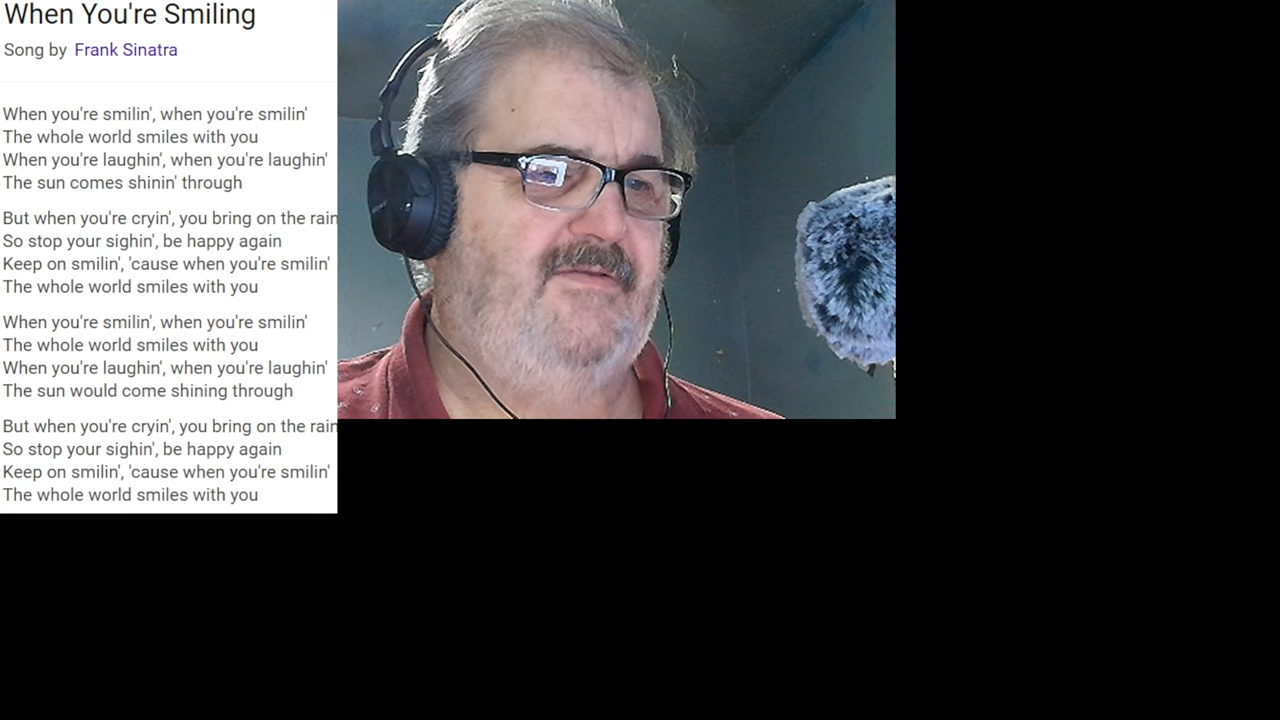 When You're Smiling
Song by Frank Sinatra
When you're smilin', when you're smilin'
The whole world smiles with you
When you're laughin', when you're laughin'
The sun comes shinin' through
But when you're cryin', you bring on the rain
So stop your sighin', be happy again
Keep on smilin', 'cause when you're smilin'
The whole world smiles with you
When you're smilin', when you're smilin'
The whole world smiles with you
When you're laughin', when you're laughin'
The sun would come shining through
But when you're cryin', you bring on the rain
So stop your sighin', be happy again
Keep on smilin', 'cause when you're smilin'
The whole world smiles with you